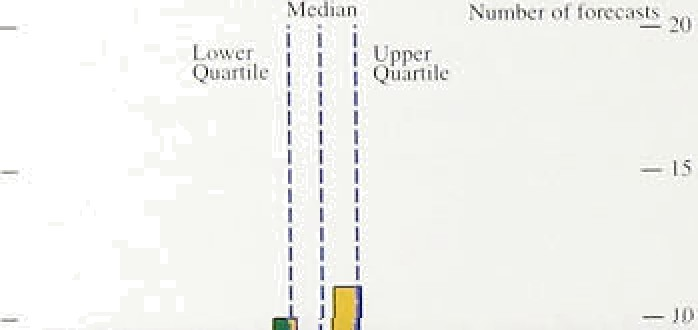 Median
Number of forecasts
20
Lower
Quartile
Upper
Quartile
15
10